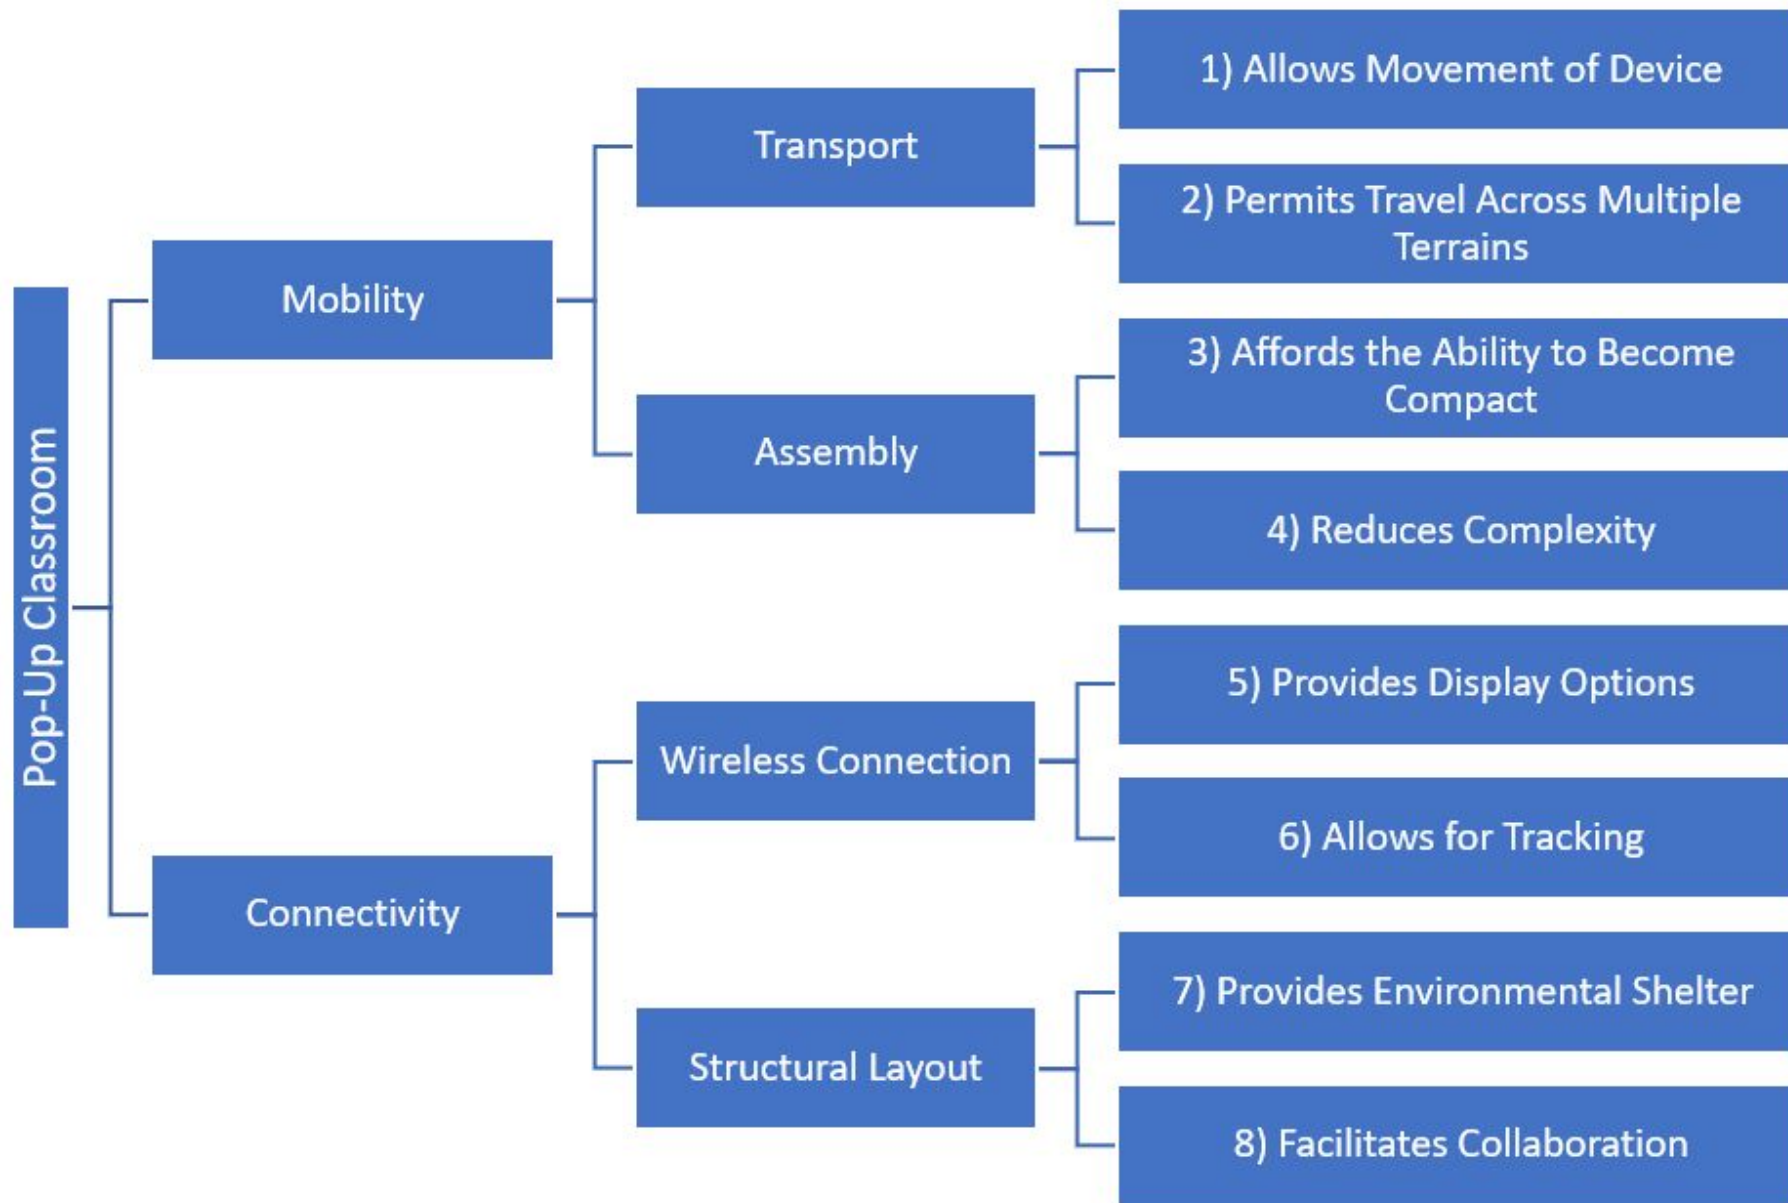 Pop-Up Classroom
Mobility
Transport
1) Allows Movement of Device
2) Permits Travel Across Multiple
Terrains
Assembly
3) Affords the Ability to Become
Compact
4) Reduces Complexity
Connectivity
Wireless Connection
5) Provides Display Options
6) Allows for Tracking
Structural Layout
7) Provides Environmental Shelter
8) Facilitates Collaboration